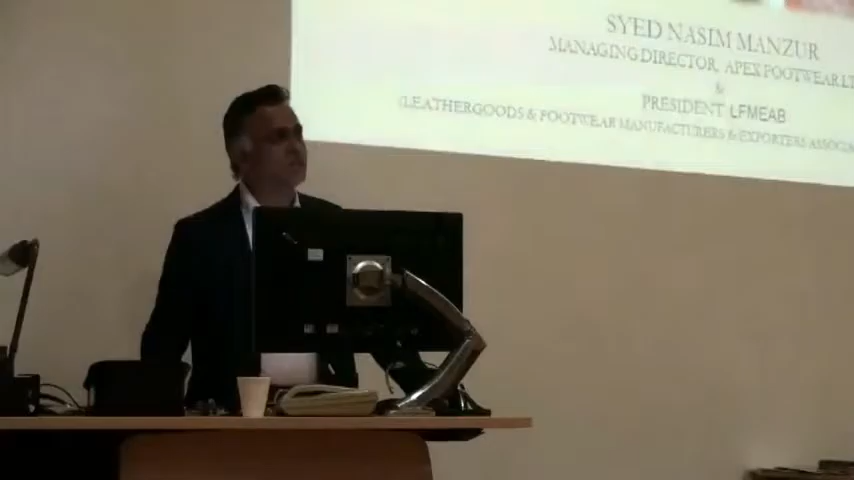 SYED NASIM MANZUR
MANAGING DIRECTOR, APEX FOOTWEAR
&
PRESIDENT LFMEAB
(LEATHERGOODS & FOOTWEAR MANUFACTURERS & EXPORTERS